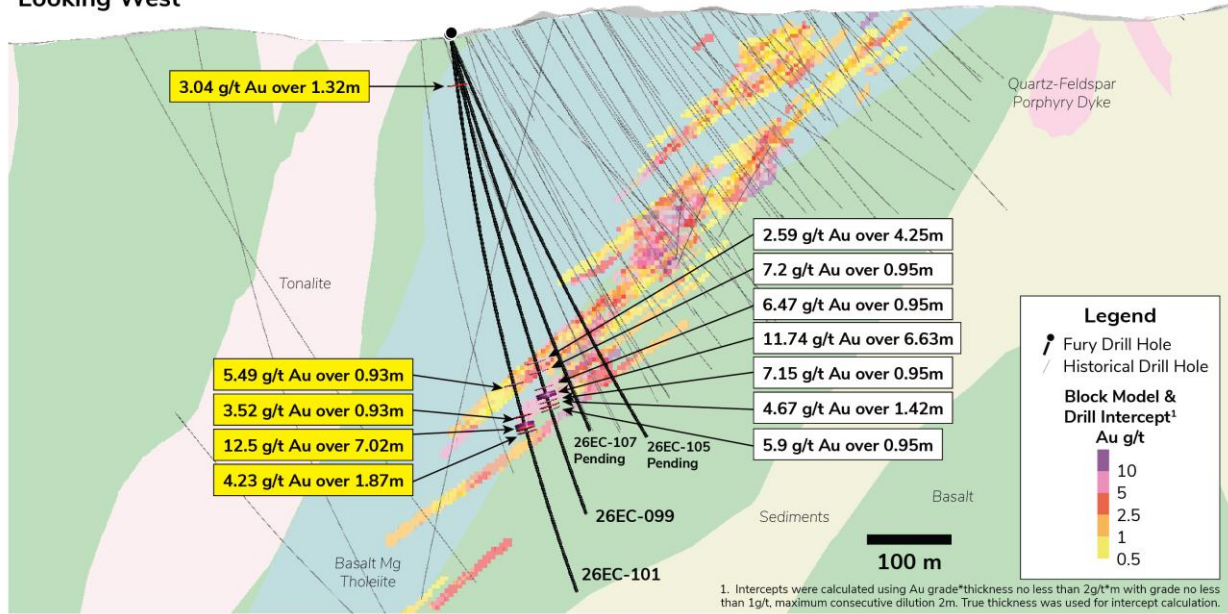 Looking West
3.04 g/t Au over 1.32m
Quartz-Feldspar
Porphyry Dyke
Tonalite
2.59 g/t Au over 4.25m
7.2 g/t Au over 0.95m
6.47 g/t Au over 0.95m
11.74 g/t Au over 6.63m
7.15 g/t Au over 0.95m
4.67 g/t Au over 1.42m
5.9 g/t Au over 0.95m
5.49 g/t Au over 0.93m
3.52 g/t Au over 0.93m
12.5 g/t Au over 7.02m
4.23 g/t Au over 1.87m
26EC-107
Pending
26EC-105
Pending
26EC-099
26EC-101
Basalt Mg
Tholeiite
Sediments
Basalt
100 m
Legend
Fury Drill Hole
Historical Drill Hole
Block Model &
Drill Intercept¹
Au g/t
10
5
2.5
1
0.5
1. Intercepts were calculated using Au grade*thickness no less than 2g/t*m with grade no less
than 1g/t, maximum consecutive dilution 2m. True thickness was used for intercept calculation.